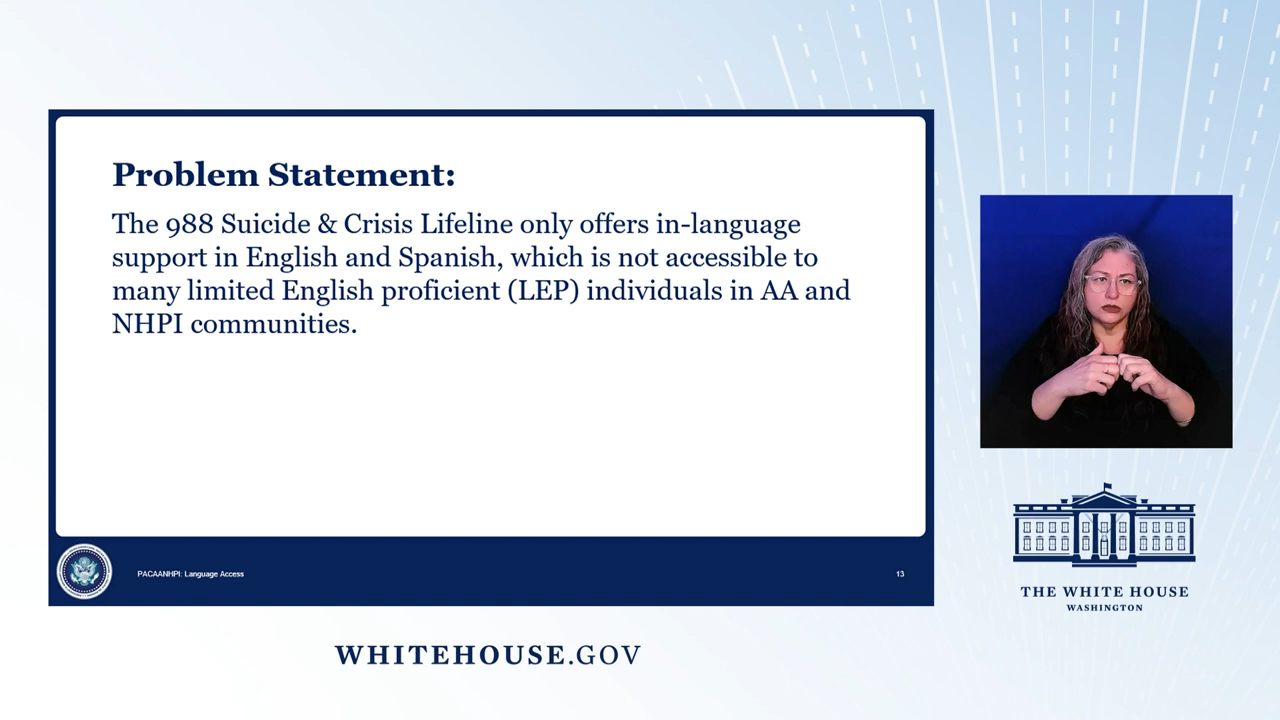 Problem Statement:
The 988 Suicide & Crisis Lifeline only offers in-language
support in English and Spanish, which is not accessible to
many limited English proficient (LEP) individuals in AA and
NHPI communities.
PACAANHPI: Language Access
13
THE WHITE HOUSE
WASHINGTON
WHITEHOUSE.GOV